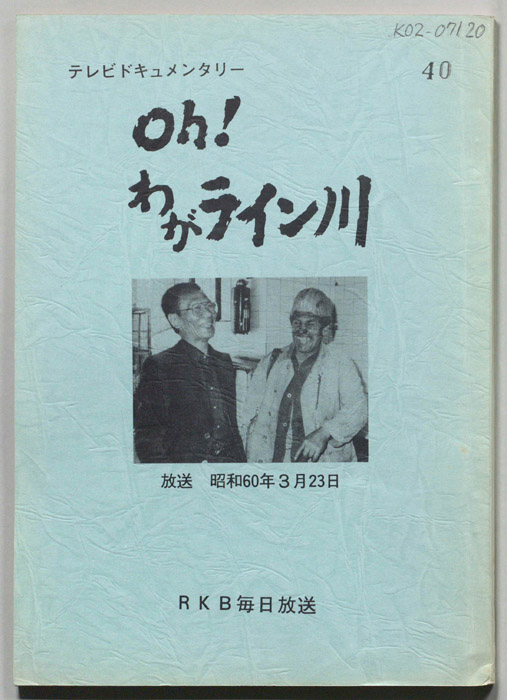 K02-07120
テレビドキュメンタリー
40
Oh!
わがライン川
放送 昭和60年3月23日
RKB毎日放送